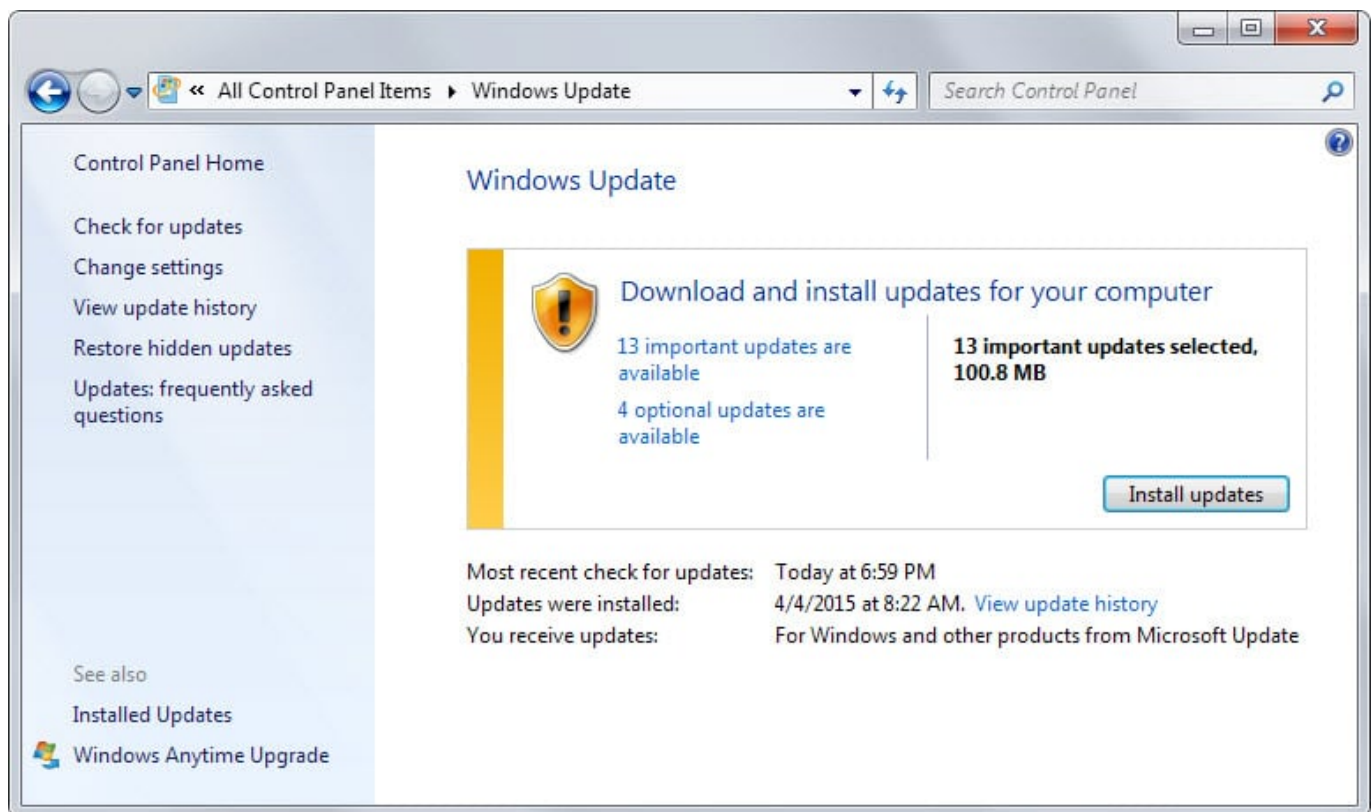 « All Control Panel Items ▸ Windows Update
Search Control Panel
Control Panel Home
Check for updates
Change settings
View update history
Restore hidden updates
Updates: frequently asked
questions
See also
Installed Updates
Windows Anytime Upgrade
Windows Update
Download and install updates for your computer
13 important updates are
available
4 optional updates are
available
13 important updates selected,
100.8 MB
Install updates
Most recent check for updates: Today at 6:59 PM
Updates were installed: 4/4/2015 at 8:22 AM. View update history
You receive updates: For Windows and other products from Microsoft Update